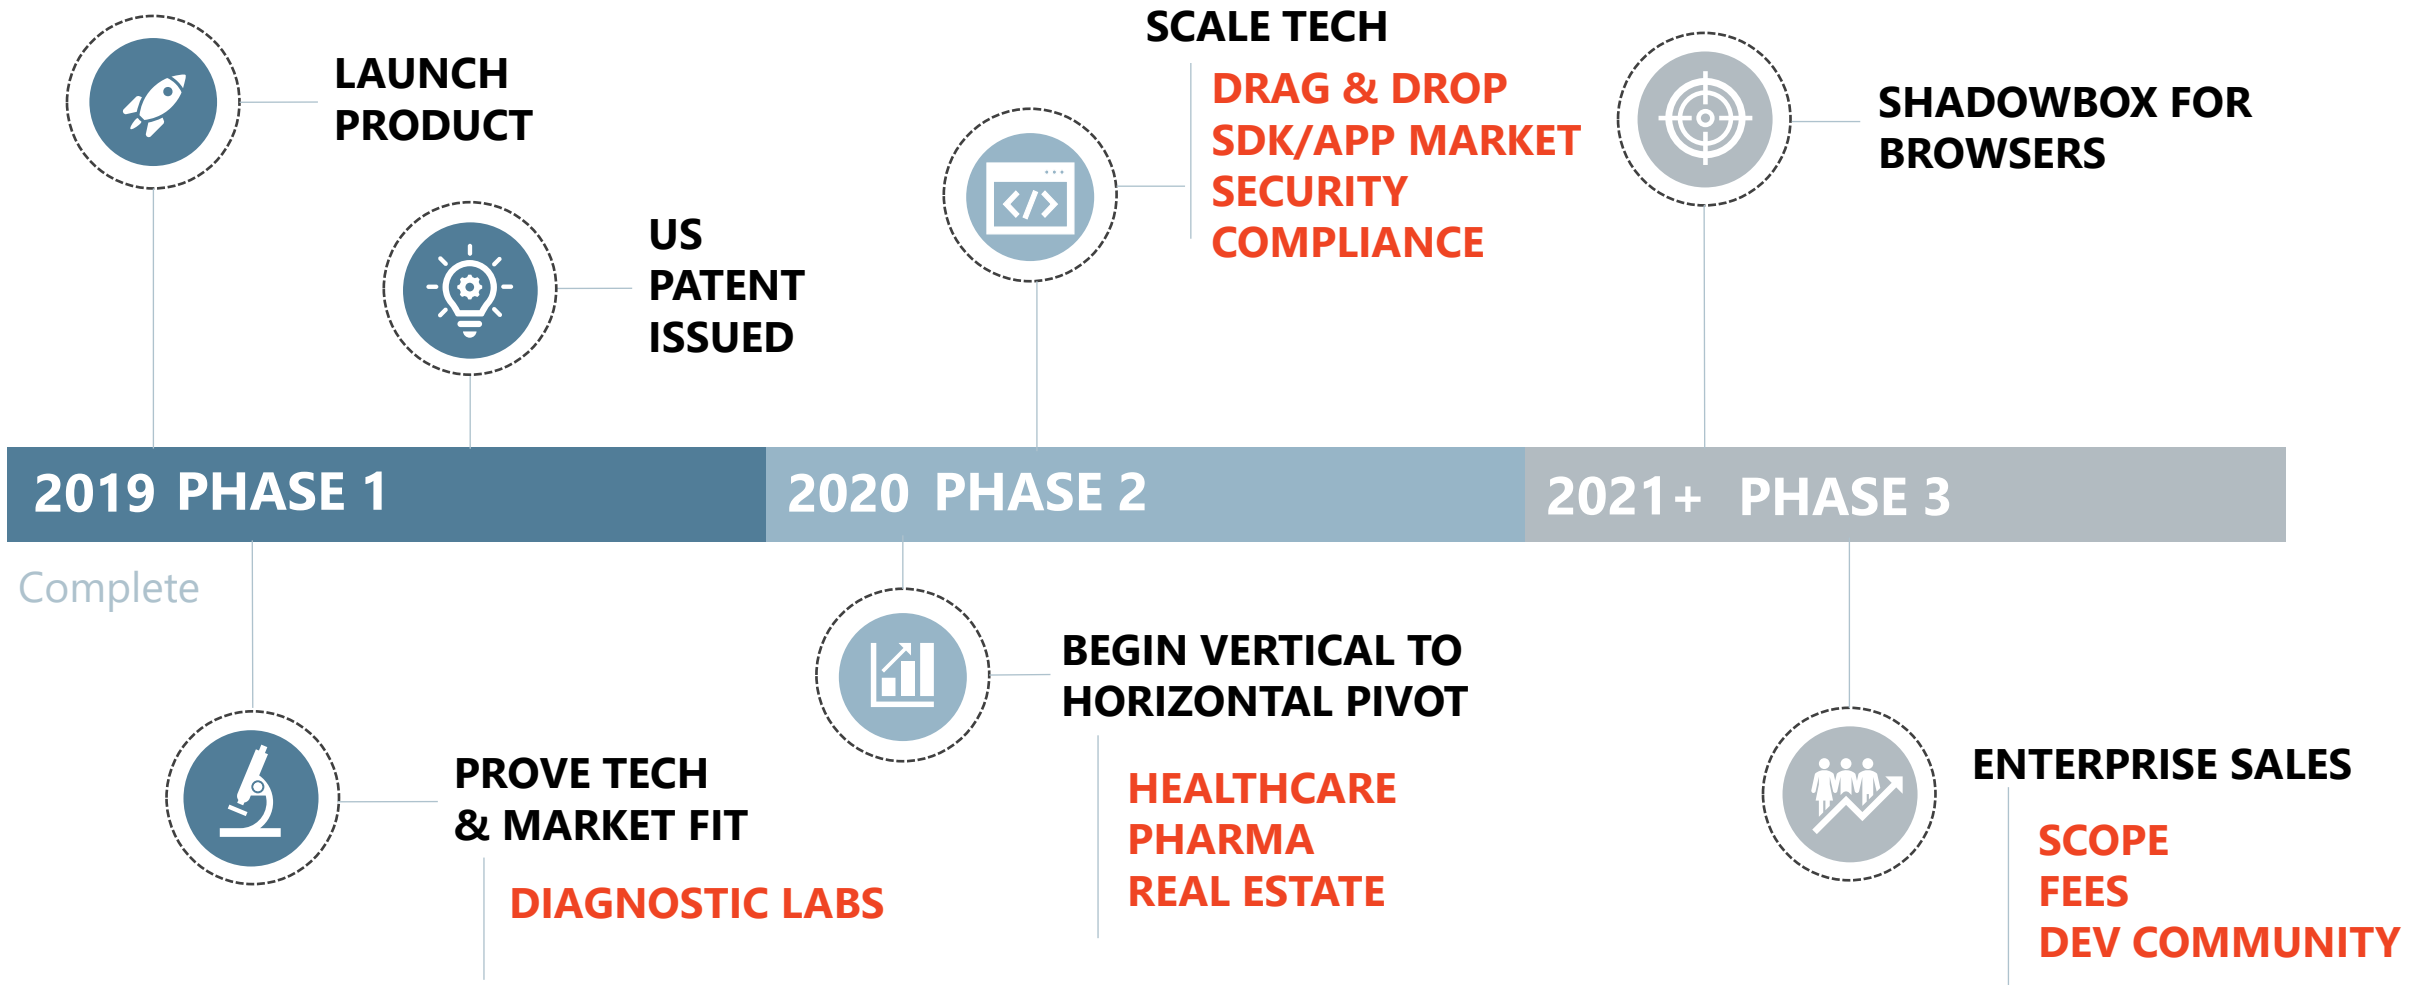 LAUNCH
PRODUCT
US
PATENT
ISSUED
SCALE TECH
DRAG & DROP
SDK/APP MARKET
SECURITY
COMPLIANCE
SHADOWBOX FOR
BROWSERS
2019 PHASE 1
2020 PHASE 2
2021+ PHASE 3
Complete
PROVE TECH
& MARKET FIT
DIAGNOSTIC LABS
BEGIN VERTICAL TO
HORIZONTAL PIVOT
HEALTHCARE
PHARMA
REAL ESTATE
ENTERPRISE SALES
SCOPE
FEES
DEV COMMUNITY